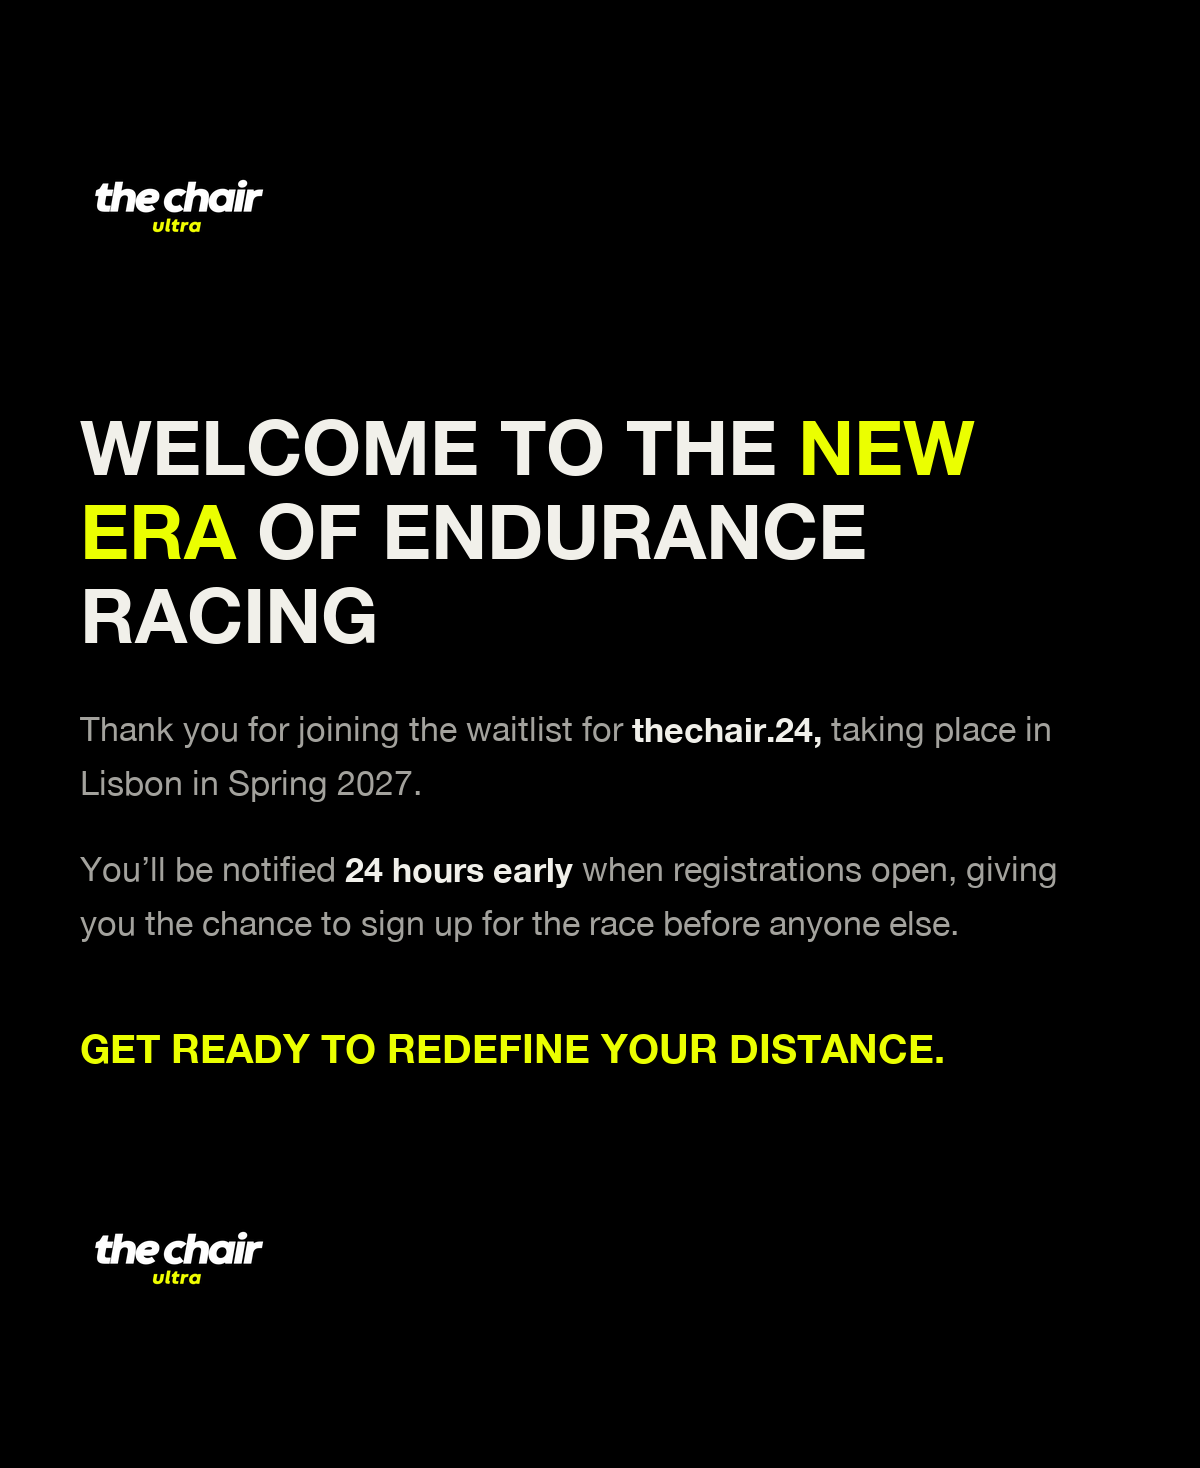 the chair
ultra
WELCOME TO THE NEW
ERA OF ENDURANCE
RACING
Thank you for joining the waitlist for thechair.24, taking place in
Lisbon in Spring 2027.
You’ll be notified 24 hours early when registrations open, giving
you the chance to sign up for the race before anyone else.
GET READY TO REDEFINE YOUR DISTANCE.
the chair
ultra